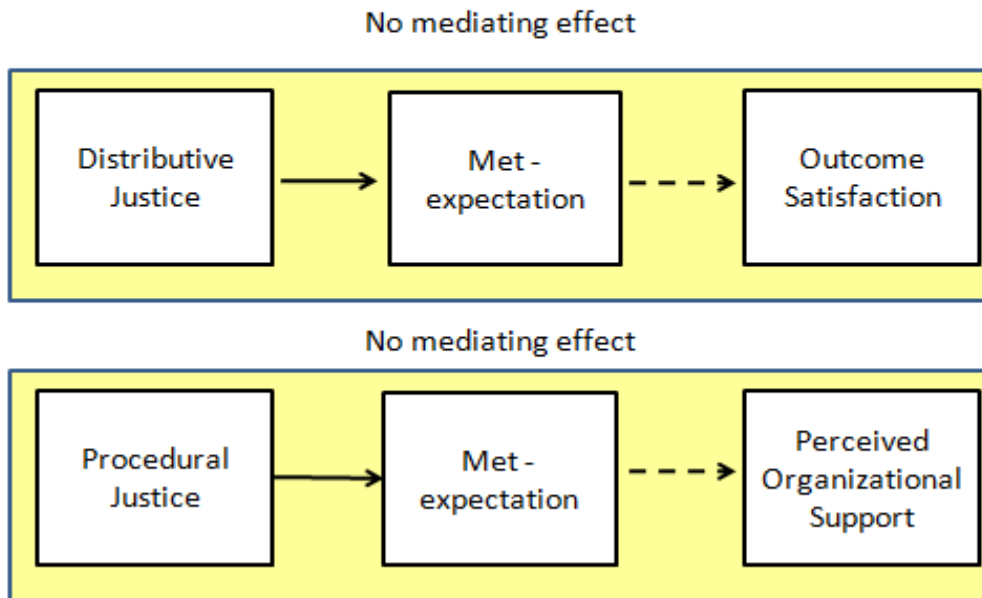 No mediating effect
Distributive
Justice
Met -
expectation
Outcome
Satisfaction
No mediating effect
Procedural
Justice
Met -
expectation
Perceived
Organizational
Support